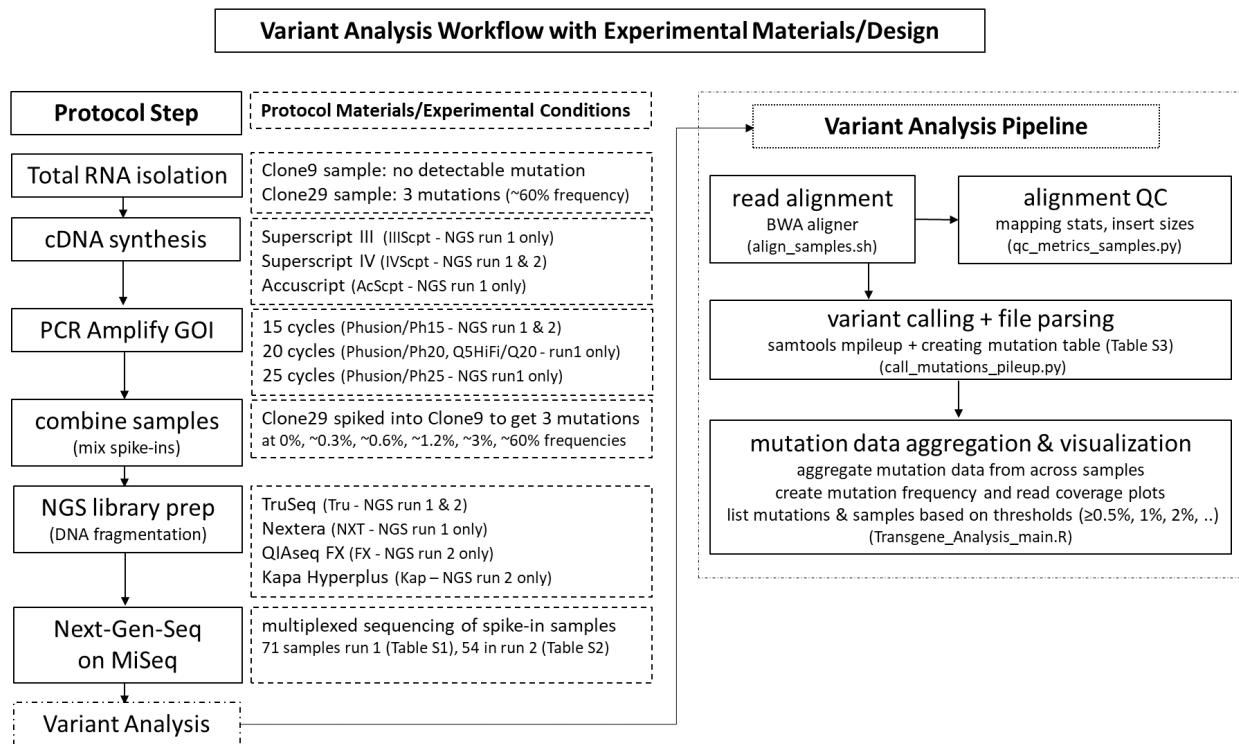 Variant Analysis Workflow with Experimental Materials/Design
Protocol Step
Protocol Materials/Experimental Conditions
Total RNA isolation
Clone9 sample: no detectable mutation
Clone29 sample: 3 mutations (~60% frequency)
cDNA synthesis
Superscript III (IIIScpt - NGS run 1 only)
Superscript IV (IVScpt - NGS run 1 & 2)
Accuscript (AcScpt - NGS run 1 only)
PCR Amplify GOI
15 cycles (Phusion/Ph15 - NGS run 1 & 2)
20 cycles (Phusion/Ph20, Q5HiFi/Q20 - run1 only)
25 cycles (Phusion/Ph25 - NGS run1 only)
combine samples
(mix spike-ins)
Clone29 spiked into Clone9 to get 3 mutations
at 0%, ~0.3%, ~0.6%, ~1.2%, ~3%, ~60% frequencies
NGS library prep
(DNA fragmentation)
TruSeq (Tru - NGS run 1 & 2)
Nextera (NXT - NGS run 1 only)
QIAseq FX (FX - NGS run 2 only)
Kapa Hyperplus (Kap – NGS run 2 only)
Next-Gen-Seq
on MiSeq
multiplexed sequencing of spike-in samples
71 samples run 1 (Table S1), 54 in run 2 (Table S2)
Variant Analysis
Variant Analysis Pipeline
read alignment
BWA aligner
(align_samples.sh)
alignment QC
mapping stats, insert sizes
(qc_metrics_samples.py)
variant calling + file parsing
samtools mpileup + creating mutation table (Table S3)
(call_mutations_pileup.py)
mutation data aggregation & visualization
aggregate mutation data from across samples
create mutation frequency and read coverage plots
list mutations & samples based on thresholds (≥0.5%, 1%, 2%, ..)
(Transgene_Analysis_main.R)